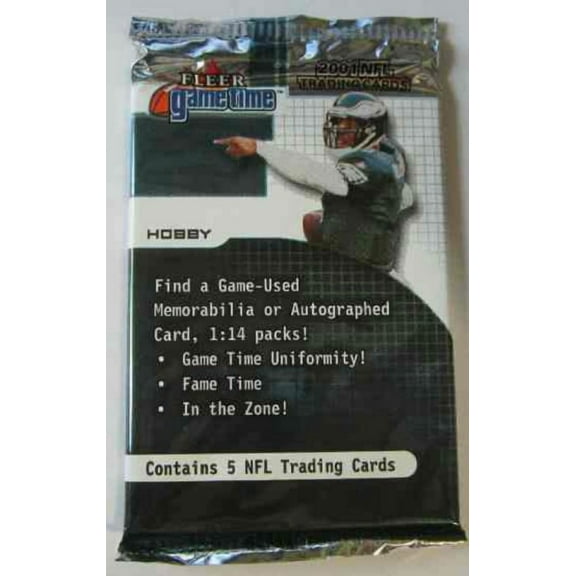 FLEER
game time™
2001 NFL
TRADING CARDS
HOBBY
Find a Game-Used
Memorabilia or Autographed
Card, 1:14 packs!
• Game Time Uniformity!
• Fame Time
• In the Zone!
Contains 5 NFL Trading Cards